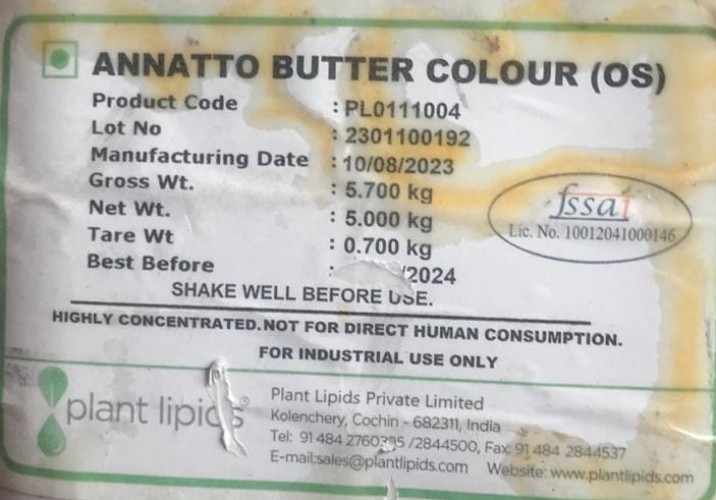 ANNATTO BUTTER COLOUR (OS)
Product Code : PL0111004
Lot No : 2301100192
Manufacturing Date : 10/08/2023
Gross Wt. : 5.700 kg
Net Wt. : 5.000 kg
Tare Wt : 0.700 kg
Best Before : /2024
fssai
Lic. No. 10012041000146
SHAKE WELL BEFORE USE.
HIGHLY CONCENTRATED.NOT FOR DIRECT HUMAN CONSUMPTION.
FOR INDUSTRIAL USE ONLY
plant lipids®
Plant Lipids Private Limited
Kolenchery, Cochin - 682311, India
Tel: 91 484 /2844500, Fax: 91 484 2844537
E-mail:sales@plantlipids.com Website: www.plantlipids.com